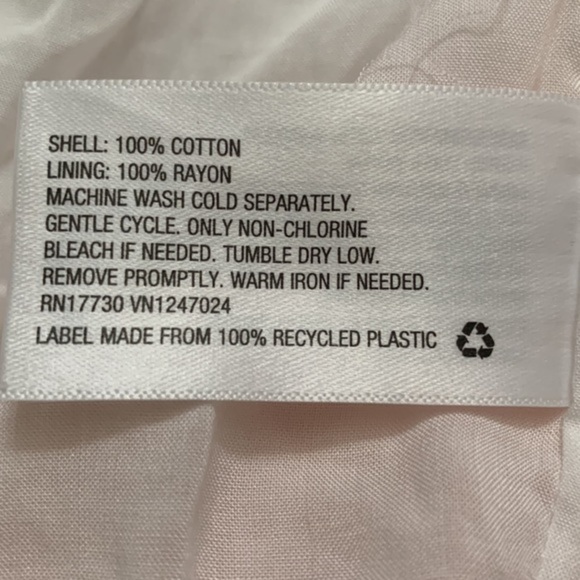 SHELL: 100% COTTON
LINING: 100% RAYON
MACHINE WASH COLD SEPARATELY.
GENTLE CYCLE. ONLY NON-CHLORINE
BLEACH IF NEEDED. TUMBLE DRY LOW.
REMOVE PROMPTLY. WARM IRON IF NEEDED.
RN17730 VN1247024
LABEL MADE FROM 100% RECYCLED PLASTIC